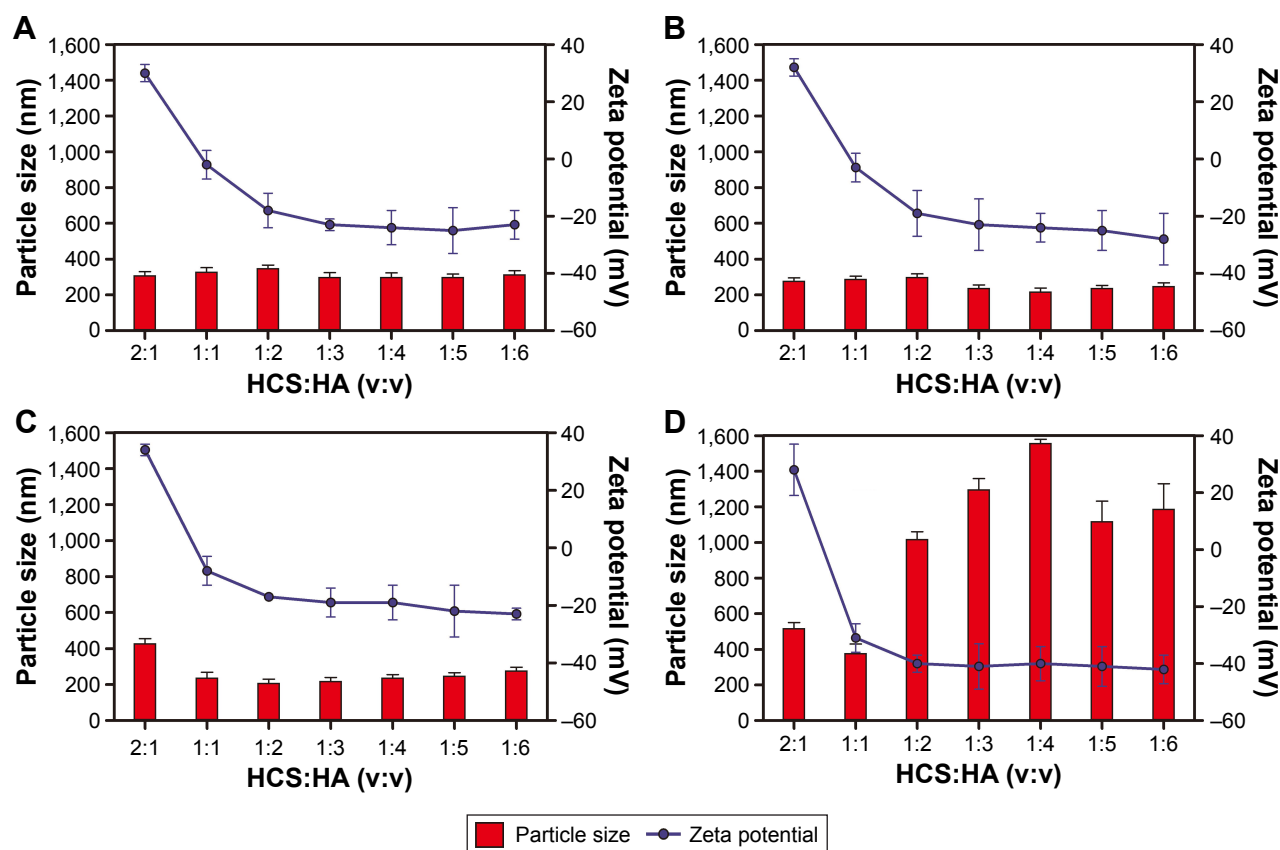 A
1,600
1,400
1,200
1,000
800
600
400
200
0
Particle size (nm)
40
20
0
–20
–40
–60
Zeta potential (mV)
2:1 1:1 1:2 1:3 1:4 1:5 1:6
HCS:HA (v:v)
B
1,600
1,400
1,200
1,000
800
600
400
200
0
Particle size (nm)
40
20
0
–20
–40
–60
Zeta potential (mV)
2:1 1:1 1:2 1:3 1:4 1:5 1:6
HCS:HA (v:v)
C
1,600
1,400
1,200
1,000
800
600
400
200
0
Particle size (nm)
40
20
0
–20
–40
–60
Zeta potential (mV)
2:1 1:1 1:2 1:3 1:4 1:5 1:6
HCS:HA (v:v)
D
1,600
1,400
1,200
1,000
800
600
400
200
0
Particle size (nm)
40
20
0
–20
–40
–60
Zeta potential (mV)
2:1 1:1 1:2 1:3 1:4 1:5 1:6
HCS:HA (v:v)
Particle size Zeta potential